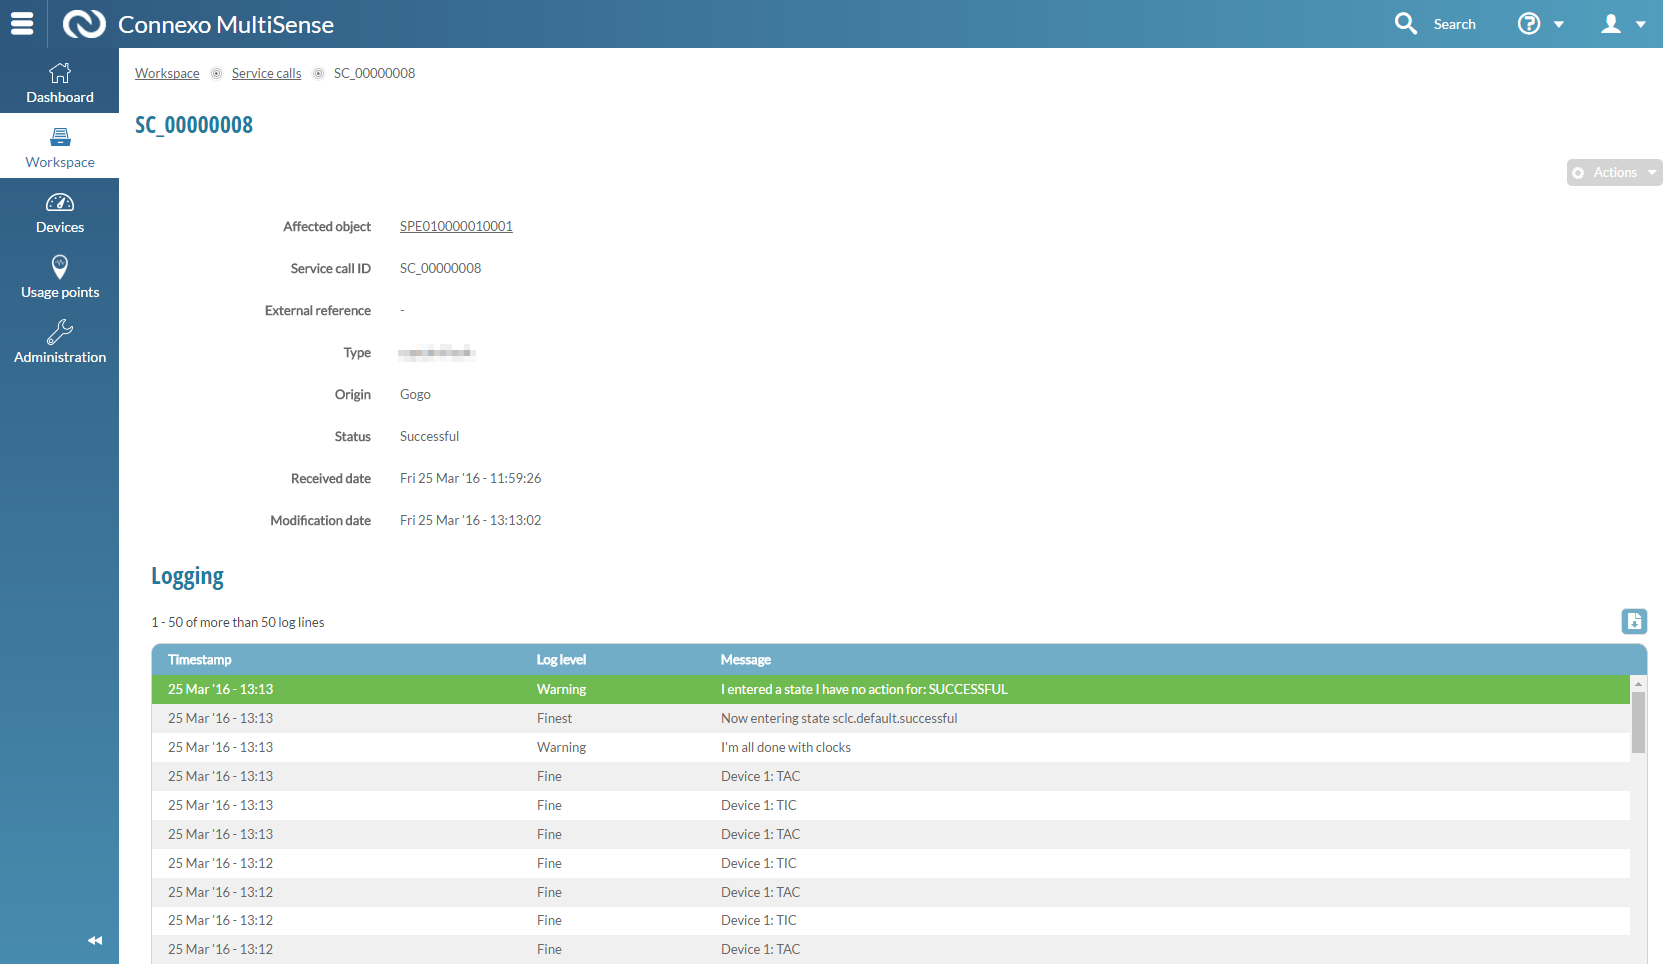 Connexo MultiSense
Search
Dashboard
Workspace
Devices
Usage points
Administration
Workspace Service calls SC_00000008
SC_00000008
Actions
Affected object SPE010000010001
Service call ID SC_00000008
External reference -
Type
Origin Gogo
Status Successful
Received date Fri 25 Mar '16 - 11:59:26
Modification date Fri 25 Mar '16 - 13:13:02
Logging
1 - 50 of more than 50 log lines
Timestamp Log level Message
25 Mar '16 - 13:13 Warning I entered a state I have no action for: SUCCESSFUL
25 Mar '16 - 13:13 Finest Now entering state sclc.default.successful
25 Mar '16 - 13:13 Warning I'm all done with clocks
25 Mar '16 - 13:13 Fine Device 1: TAC
25 Mar '16 - 13:13 Fine Device 1: TIC
25 Mar '16 - 13:13 Fine Device 1: TAC
25 Mar '16 - 13:12 Fine Device 1: TIC
25 Mar '16 - 13:12 Fine Device 1: TAC
25 Mar '16 - 13:12 Fine Device 1: TIC
25 Mar '16 - 13:12 Fine Device 1: TAC